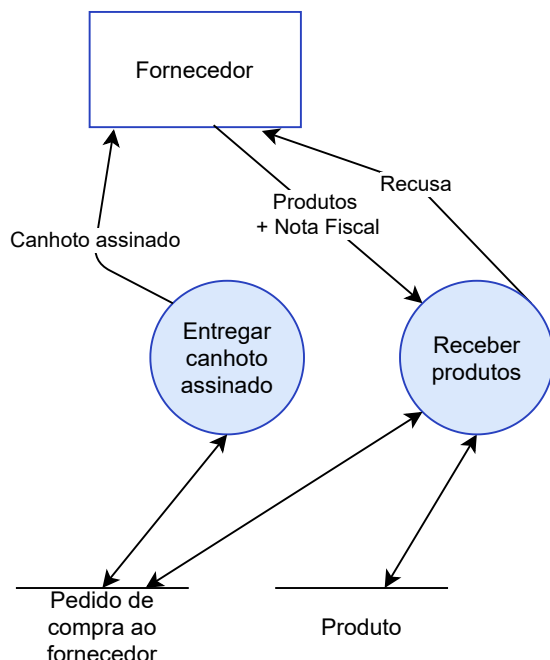 Fornecedor
Recusa
Produtos
+ Nota Fiscal
Canhoto assinado
Entregar
canhoto
assinado
Receber
produtos
Pedido de
compra ao
fornecedor
Produto